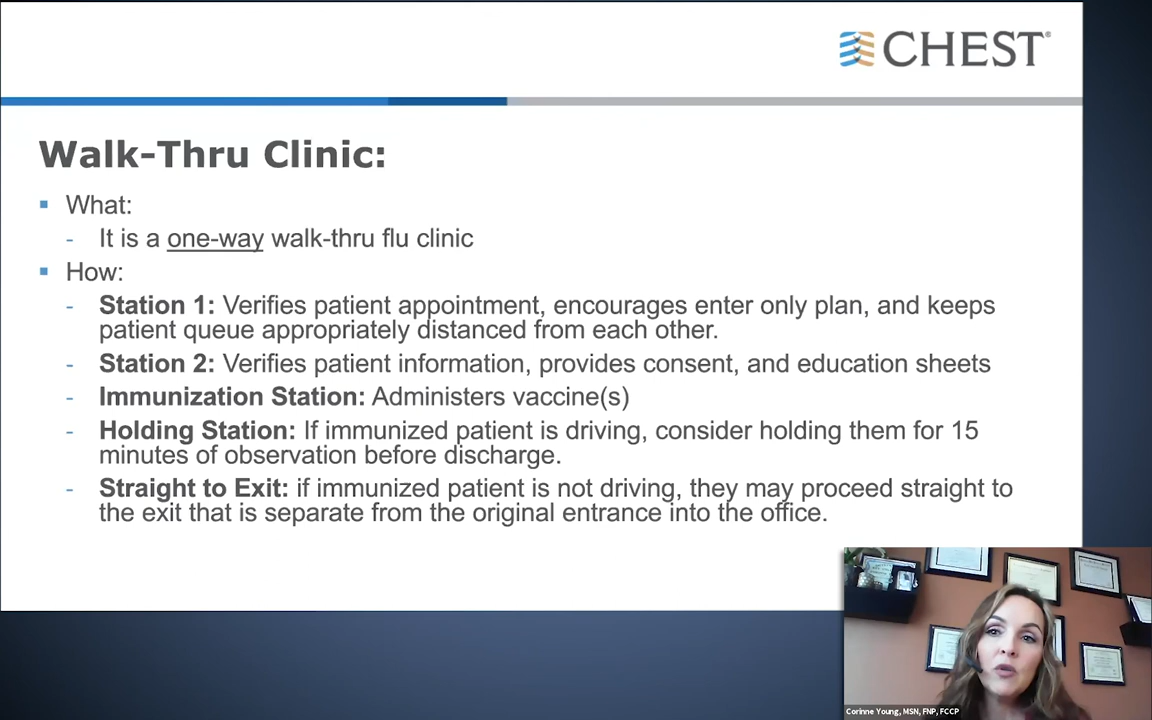 CHEST®
Walk-Thru Clinic:
▪ What:
- It is a one-way walk-thru flu clinic
▪ How:
- Station 1: Verifies patient appointment, encourages enter only plan, and keeps
patient queue appropriately distanced from each other.
- Station 2: Verifies patient information, provides consent, and education sheets
- Immunization Station: Administers vaccine(s)
- Holding Station: If immunized patient is driving, consider holding them for 15
minutes of observation before discharge.
- Straight to Exit: if immunized patient is not driving, they may proceed straight to
the exit that is separate from the original entrance into the office.
Corinne Young, MSN, FNP, FCCP